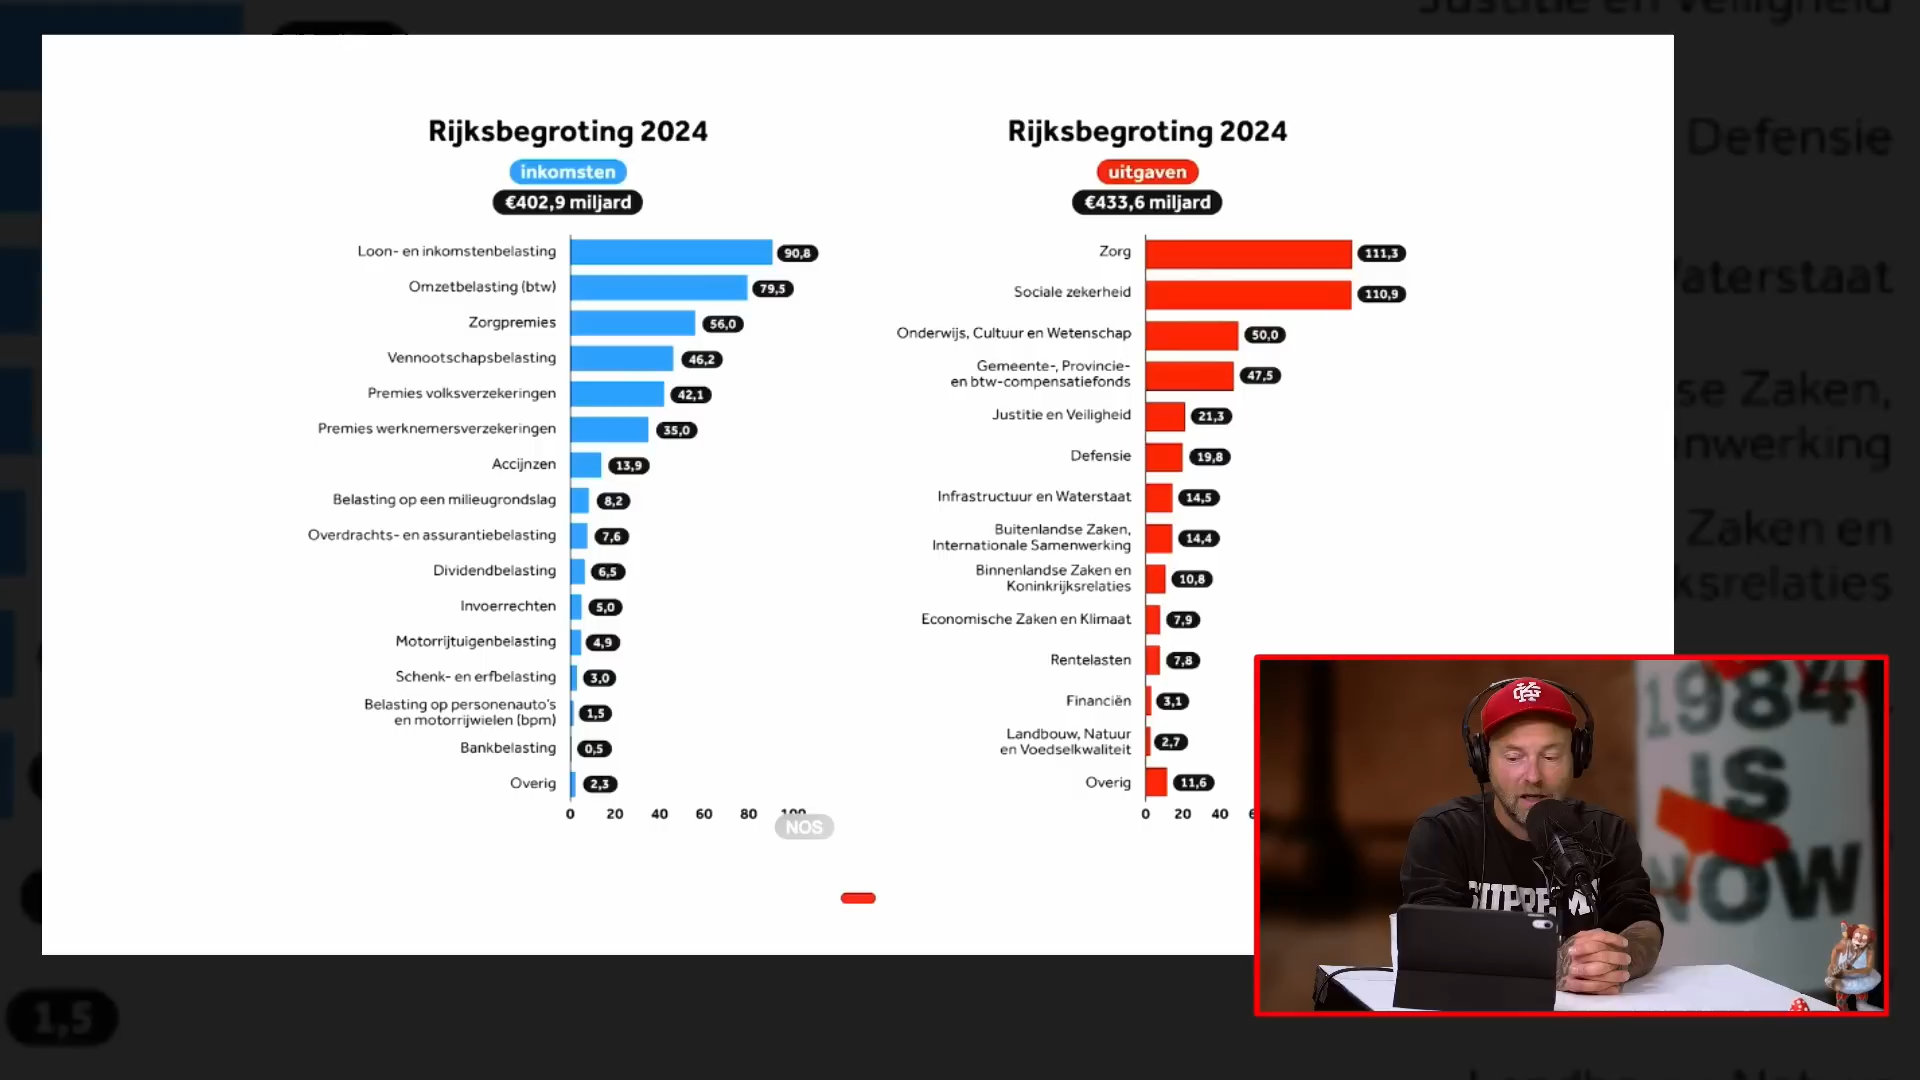 Justitie en Veiligheid
Defensie
Rijksbegroting 2024
inkomsten
€402,9 miljard
Loon- en inkomstenbelasting 90,8
Omzetbelasting (btw) 79,5
Zorgpremies 56,0
Vennootschapsbelasting 46,2
Premies volksverzekeringen 42,1
Premies werknemersverzekeringen 35,0
Accijnzen 13,9
Belasting op een milieugrondslag 8,2
Overdrachts- en assurantiebelasting 7,6
Dividendbelasting 6,5
Invoerrechten 5,0
Motorrijtuigenbelasting 4,9
Schenk- en erfbelasting 3,0
Belasting op personenauto's
en motorrijwielen (bpm) 1,5
Bankbelasting 0,5
Overig 2,3
0 20 40 60 80 100
NOS
Rijksbegroting 2024
uitgaven
€433,6 miljard
Zorg 111,3
Sociale zekerheid 110,9
Onderwijs, Cultuur en Wetenschap 50,0
Gemeente-, Provincie-
en btw-compensatiefonds 47,5
Justitie en Veiligheid 21,3
Defensie 19,8
Infrastructuur en Waterstaat 14,5
Buitenlandse Zaken,
Internationale Samenwerking 14,4
Binnenlandse Zaken en
Koninkrijksrelaties 10,8
Economische Zaken en Klimaat 7,9
Rentelasten 7,8
Financiën 3,1
Landbouw, Natuur
en Voedselkwaliteit 2,7
Overig 11,6
0 20 40
aterstaat
se Zaken,
nwerking
Zaken en
ksrelaties
1,5
1984
IS
NOW
KC